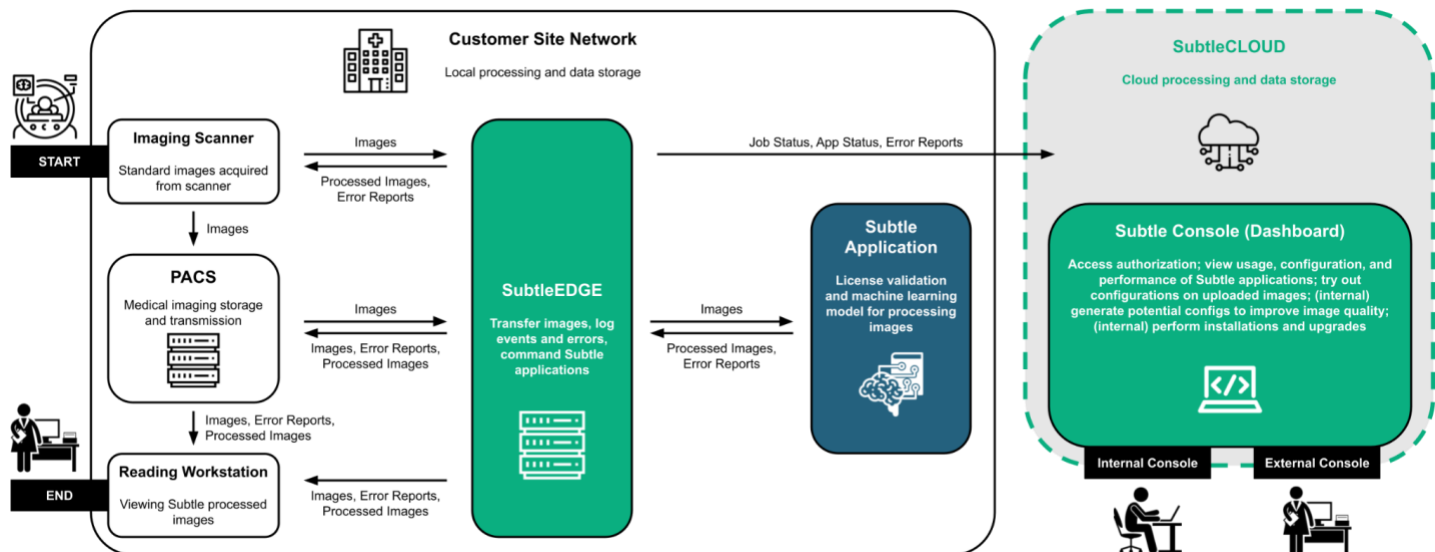 Customer Site Network
Local processing and data storage
START
Imaging Scanner
Standard images acquired
from scanner
Images
Processed Images,
Error Reports
Job Status, App Status, Error Reports
Images
PACS
Medical imaging storage
and transmission
Images
Images, Error Reports,
Processed Images
SubtleEDGE
Transfer images, log
events and errors,
command Subtle
applications
Images
Processed Images,
Error Reports
Subtle
Application
License validation
and machine learning
model for processing
images
Images, Error Reports,
Processed Images
END
Reading Workstation
Viewing Subtle processed
images
Images, Error Reports,
Processed Images
SubtleCLOUD
Cloud processing and data storage
Subtle Console (Dashboard)
Access authorization; view usage, configuration, and
performance of Subtle applications; try out
configurations on uploaded images; (internal)
generate potential configs to improve image quality;
(internal) perform installations and upgrades
</>
Internal Console
External Console